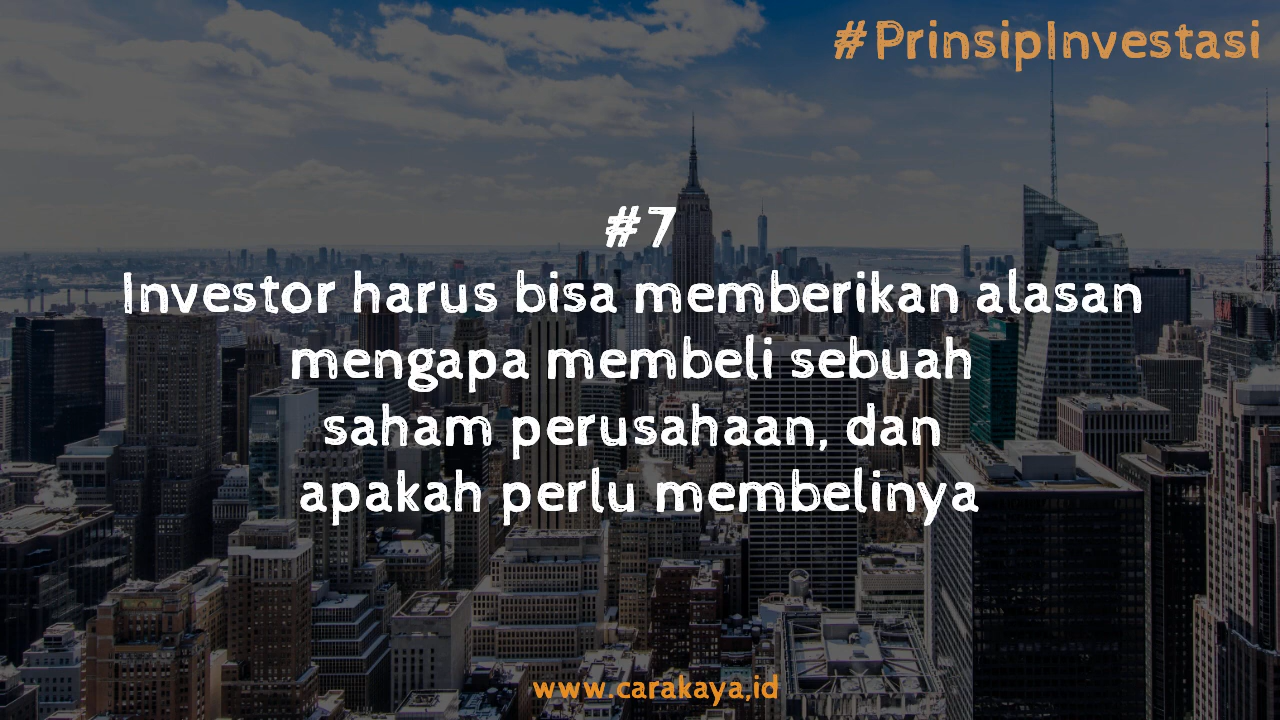 #PrinsipInvestasi
#7
Investor harus bisa memberikan alasan
mengapa membeli sebuah
saham perusahaan, dan
apakah perlu membelinya
www.carakaya.id